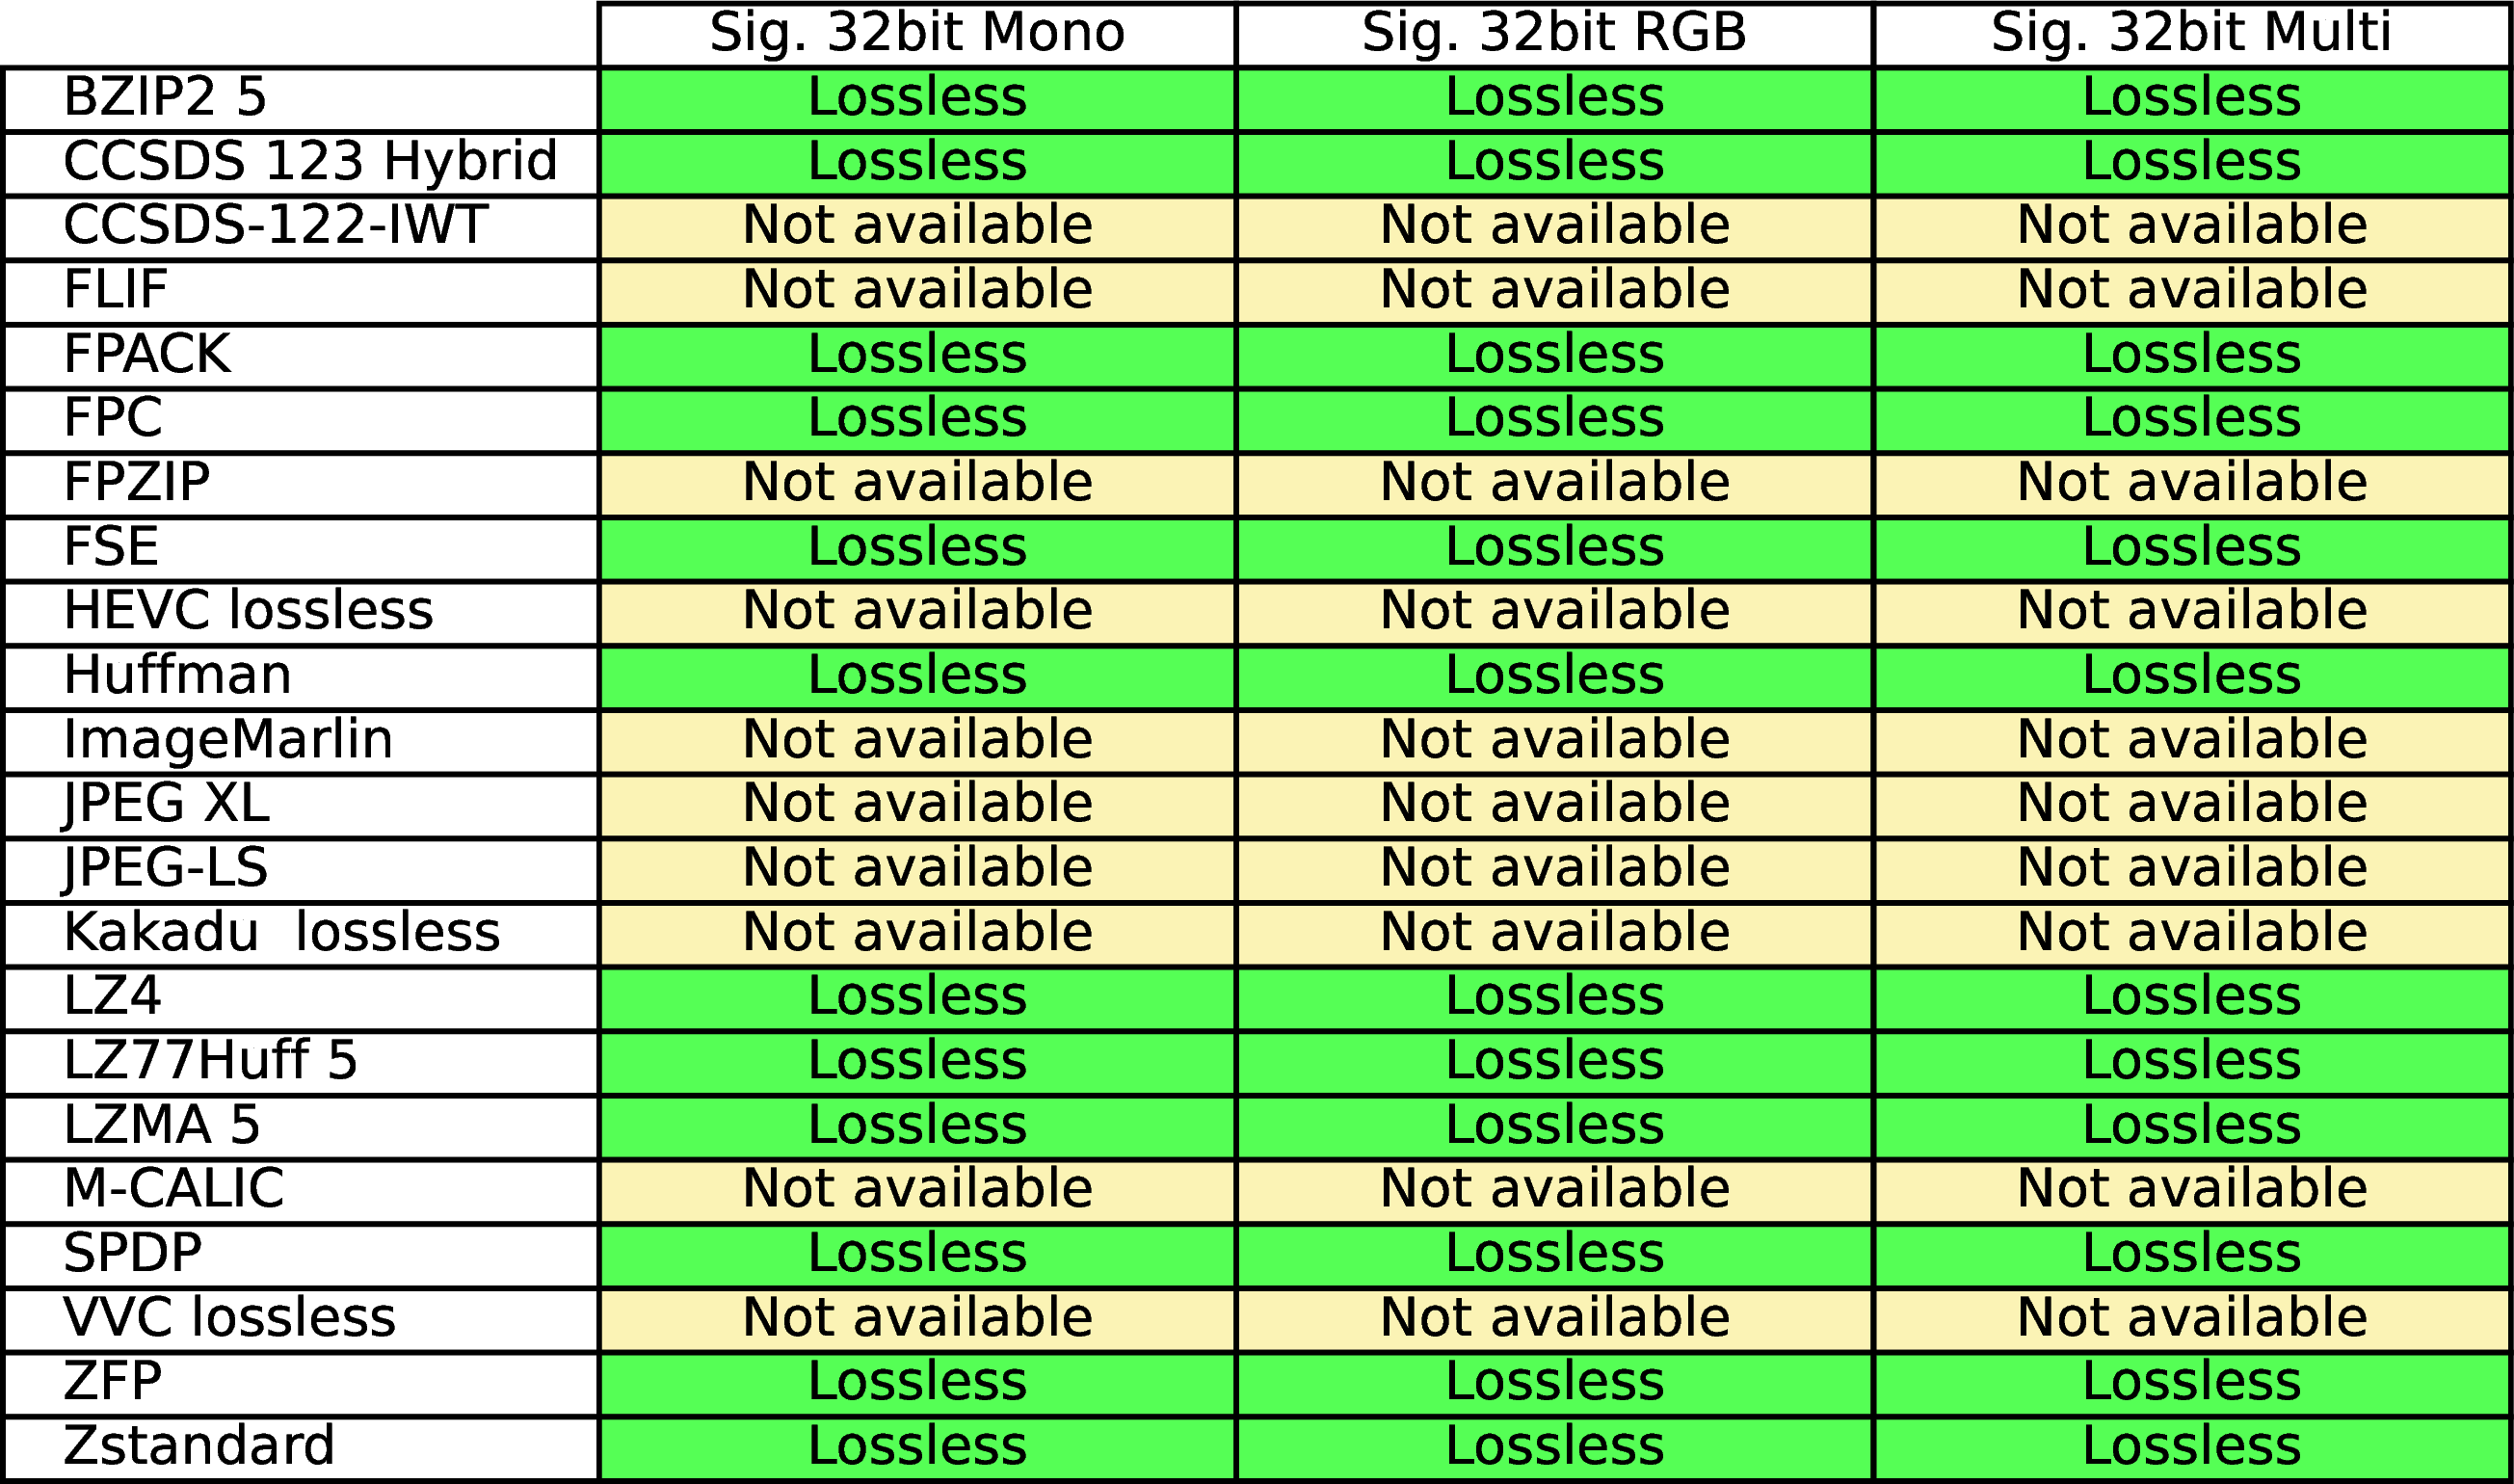 Sig. 32bit Mono Sig. 32bit RGB Sig. 32bit Multi
BZIP2 5 Lossless Lossless Lossless
CCSDS 123 Hybrid Lossless Lossless Lossless
CCSDS-122-IWT Not available Not available Not available
FLIF Not available Not available Not available
FPACK Lossless Lossless Lossless
FPC Lossless Lossless Lossless
FPZIP Not available Not available Not available
FSE Lossless Lossless Lossless
HEVC lossless Not available Not available Not available
Huffman Lossless Lossless Lossless
ImageMarlin Not available Not available Not available
JPEG XL Not available Not available Not available
JPEG-LS Not available Not available Not available
Kakadu  lossless Not available Not available Not available
LZ4 Lossless Lossless Lossless
LZ77Huff 5 Lossless Lossless Lossless
LZMA 5 Lossless Lossless Lossless
M-CALIC Not available Not available Not available
SPDP Lossless Lossless Lossless
VVC lossless Not available Not available Not available
ZFP Lossless Lossless Lossless
Zstandard Lossless Lossless Lossless